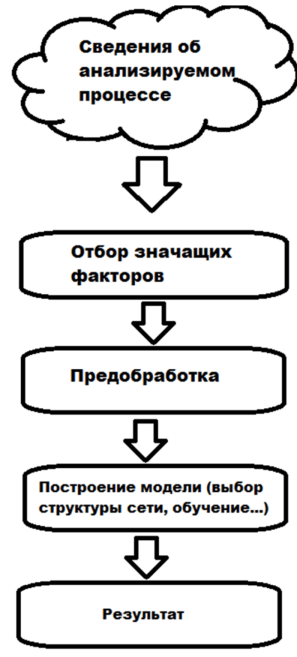 Сведения об
анализируемом
процессе
Отбор значащих
факторов
Предобработка
Построение модели (выбор
структуры сети, обучение...)
Результат